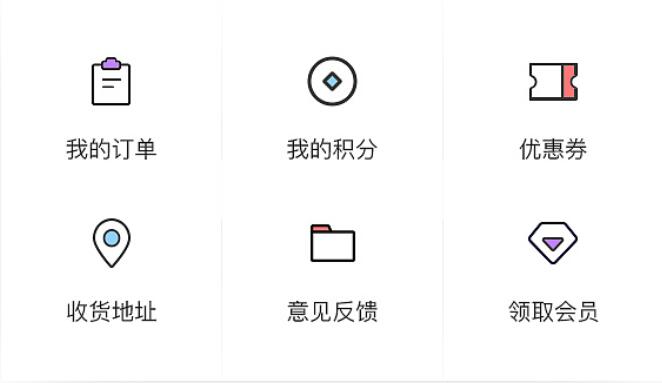 我的订单
我的积分
优惠券
收货地址
意见反馈
领取会员